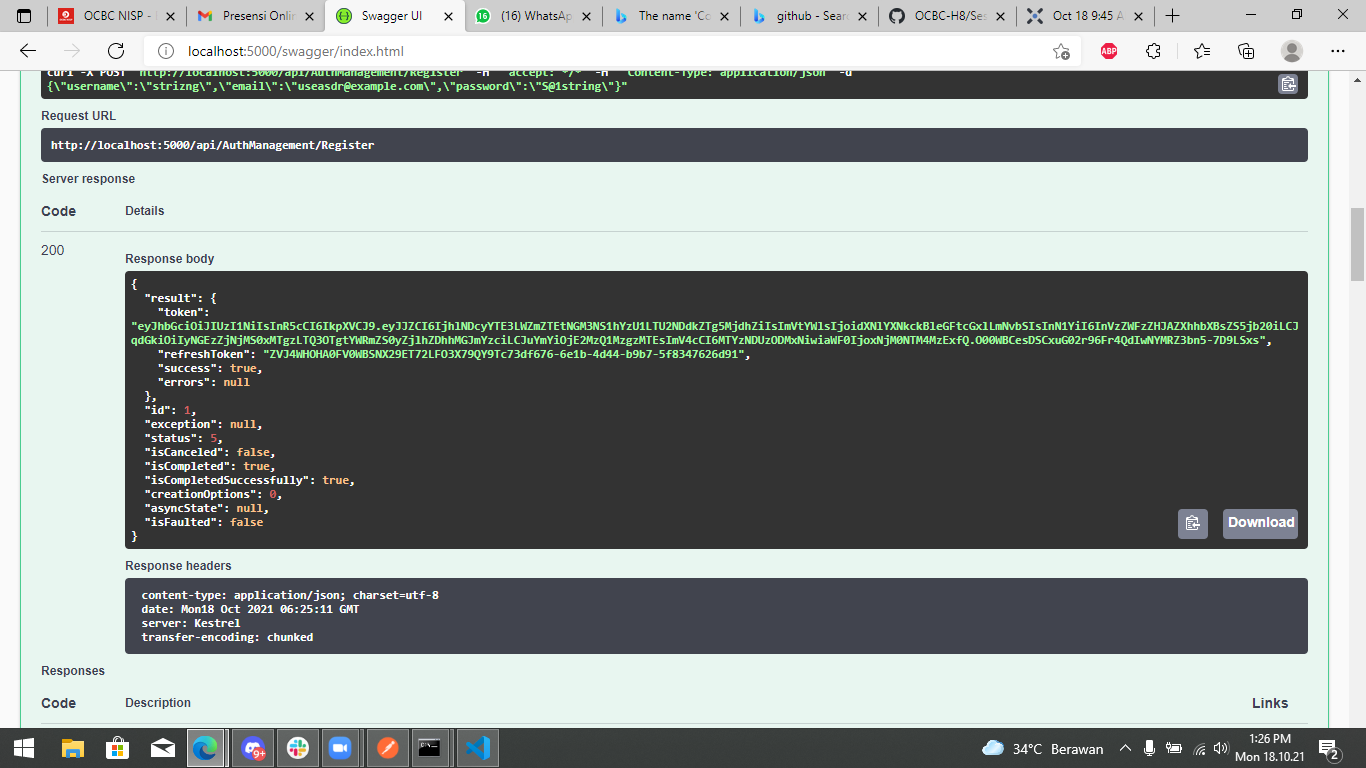 OCBC NISP -
Presensi Onlin
Swagger UI
(16) WhatsAp
The name 'Co
github - Sear
OCBC-H8/Ses
Oct 18 9:45 A
localhost:5000/swagger/index.html
ABP
curl -X POST "http://localhost:5000/api/AuthManagement/Register" -H "accept: */*" -H "Content-Type: application/json" -d
{\"username\":\"strizng\",\"email\":\"useasdr@example.com\",\"password\":\"S@1string\"}"
Request URL
http://localhost:5000/api/AuthManagement/Register
Server response
Code Details
200
Response body
{
"result": {
"token":
"eyJhbGciOiJIUzI1NiIsInR5cCI6IkpXVCJ9.eyJJZCI6IjhlNDcyYTE3LWZmZTEtNGM3NS1hYzU1LTU2NDdkZTg5MjdhZiIsImVtYWlsIjoidXNlYXNkckBleGFtcGxlLmNvbSIsInN1YiI6InVzZWFzZHJAZXhhbXBsZS5jb20iLCJ
qdGkiOiIyNGEzZjNjMS0xMTgzLTQ3OTgtYWRmZS0yZjlhZDhhMGJmYzciLCJuYmYiOjE2MzQ1MzgzMTEsImV4cCI6MTYzNDUzODMxNiwiaWF0IjoxNjM0NTM4MzExfQ.O00WBCesDSCxuG02r96Fr4QdIwNYMRZ3bn5-7D9LSxs",
"refreshToken": "ZVJ4WHOHA0FV0WBSNX29ET72LFO3X79QY9Tc73df676-6e1b-4d44-b9b7-5f8347626d91",
"success": true,
"errors": null
},
"id": 1,
"exception": null,
"status": 5,
"isCanceled": false,
"isCompleted": true,
"isCompletedSuccessfully": true,
"creationOptions": 0,
"asyncState": null,
"isFaulted": false
}
Download
Response headers
content-type: application/json; charset=utf-8
date: Mon18 Oct 2021 06:25:11 GMT
server: Kestrel
transfer-encoding: chunked
Responses
Code Description Links
9+
34°C Berawan
1:26 PM
Mon 18.10.21
2